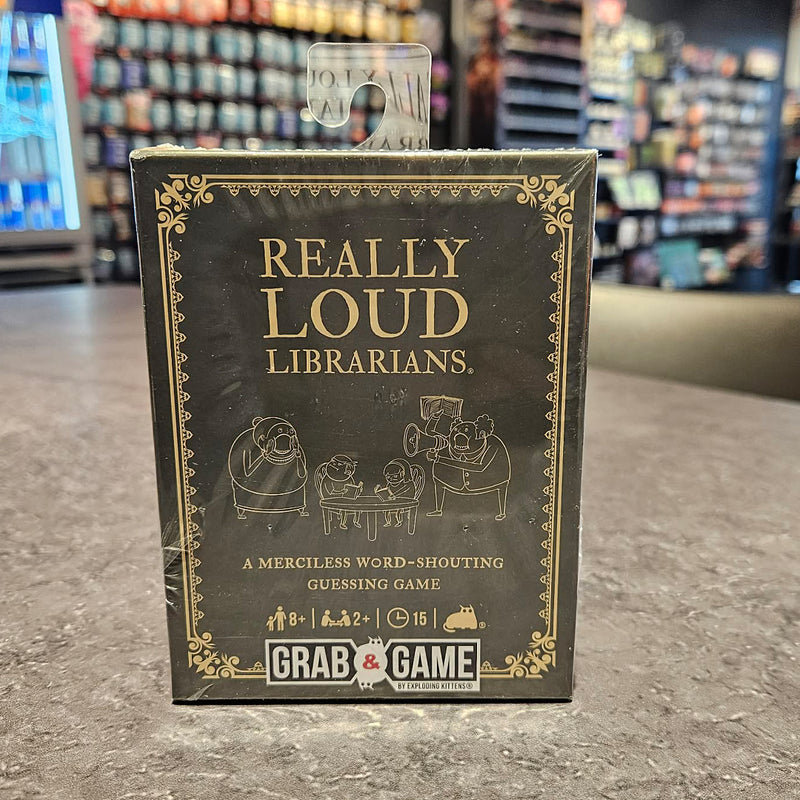 REALLY
LOUD
LIBRARIANS®
A MERCILESS WORD-SHOUTING
GUESSING GAME
8+ | 2+ | 15 | ®
GRAB & GAME
BY EXPLODING KITTENS®